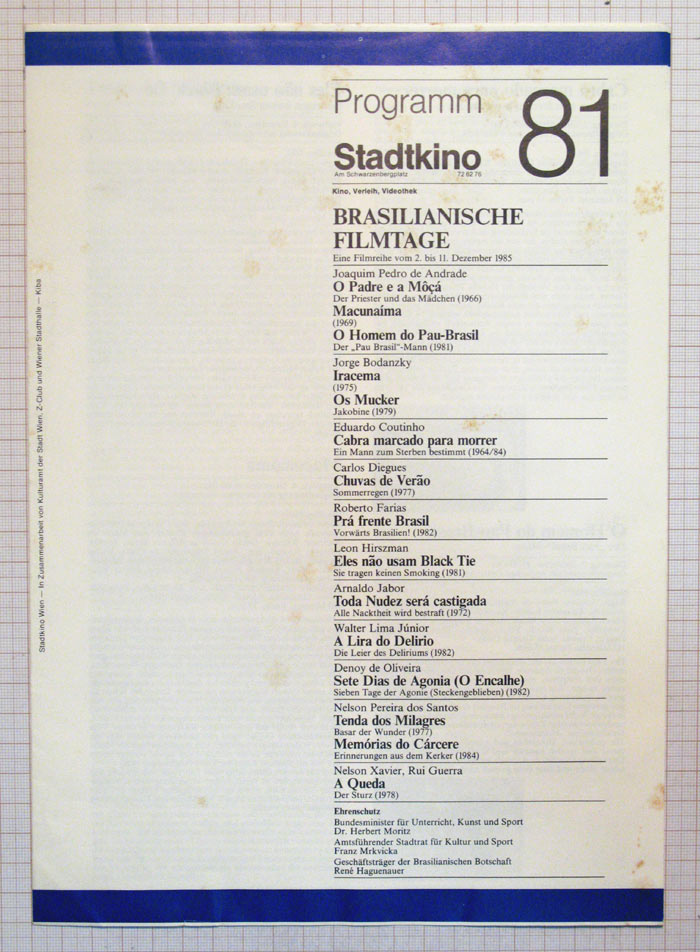 Programm 81
Stadtkino
Am Schwarzenbergplatz 72 62 76
Kino, Verleih, Videothek
BRASILIANISCHE
FILMTAGE
Eine Filmreihe vom 2. bis 11. Dezember 1985
Joaquim Pedro de Andrade
O Padre e a Môçá
Der Priester und das Mädchen (1966)
Macunaíma
(1969)
O Homem do Pau-Brasil
Der „Pau Brasil“-Mann (1981)
Jorge Bodanzky
Iracema
(1975)
Os Mucker
Jakobine (1979)
Eduardo Coutinho
Cabra marcado para morrer
Ein Mann zum Sterben bestimmt (1964/84)
Carlos Diegues
Chuvas de Verão
Sommerregen (1977)
Roberto Farias
Prá frente Brasil
Vorwärts Brasilien! (1982)
Leon Hirszman
Eles não usam Black Tie
Sie tragen keinen Smoking (1981)
Arnaldo Jabor
Toda Nudez será castigada
Alle Nacktheit wird bestraft (1972)
Walter Lima Júnior
A Lira do Delirio
Die Leier des Deliriums (1982)
Denoy de Oliveira
Sete Dias de Agonia (O Encalhe)
Sieben Tage der Agonie (Steckengeblieben) (1982)
Nelson Pereira dos Santos
Tenda dos Milagres
Basar der Wunder (1977)
Memórias do Cárcere
Erinnerungen aus dem Kerker (1984)
Nelson Xavier, Rui Guerra
A Queda
Der Sturz (1978)
Ehrenschutz
Bundesminister für Unterricht, Kunst und Sport
Dr. Herbert Moritz
Amtsführender Stadtrat für Kultur und Sport
Franz Mrkvicka
Geschäftsträger der Brasilianischen Botschaft
René Haguenauer
Stadtkino Wien — In Zusammenarbeit von Kulturamt der Stadt Wien, Z-Club und Wiener Stadthalle — Kiba